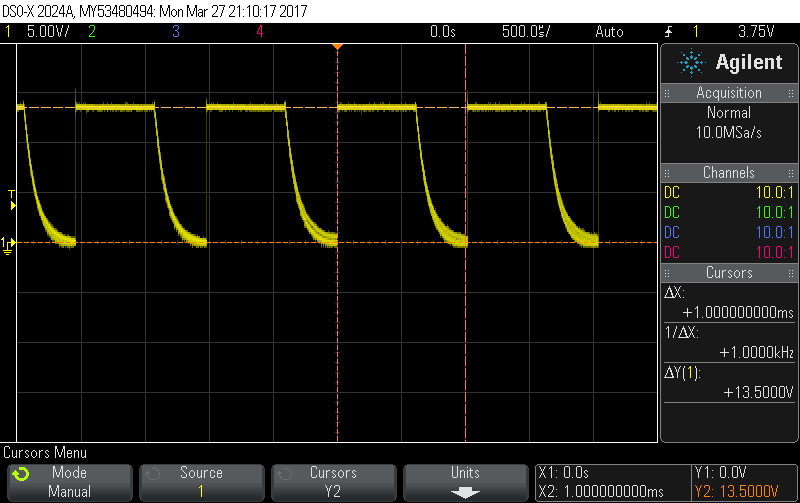 DSO-X 2024A, MY53480494: Mon Mar 27 21:10:17 2017
1 5.00V/ 2 3 4 0.0s 500.0us/ Auto 1 3.75V
Agilent
Acquisition
Normal
10.0MSa/s
Channels
DC 10.0:1
DC 10.0:1
DC 10.0:1
DC 10.0:1
Cursors
ΔX:
+1.000000000ms
1/ΔX:
+1.0000kHz
ΔY(1):
+13.5000V
T
1
Cursors Menu
Mode
Manual
Source
1
Cursors
Y2
Units
X1: 0.0s
X2: 1.000000000ms
Y1: 0.0V
Y2: 13.5000V